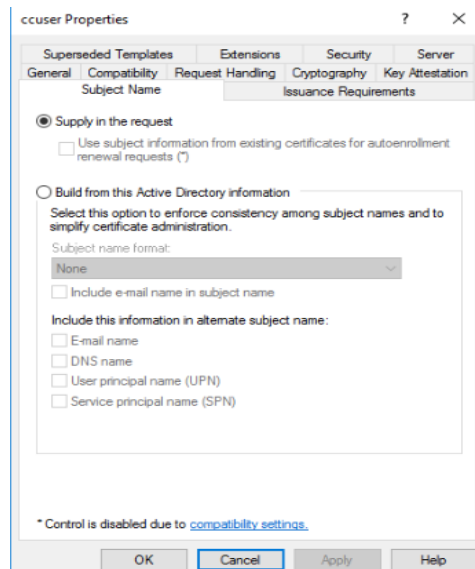 ccuser Properties ? ×
Superseded Templates Extensions Security Server
General Compatibility Request Handling Cryptography Key Attestation
Subject Name Issuance Requirements
Supply in the request
Use subject information from existing certificates for autoenrollment
renewal requests (*)
Build from this Active Directory information
Select this option to enforce consistency among subject names and to
simplify certificate administration.
Subject name format:
None
Include e-mail name in subject name
Include this information in alternate subject name:
E-mail name
DNS name
User principal name (UPN)
Service principal name (SPN)
* Control is disabled due to compatibility settings.
OK Cancel Apply Help